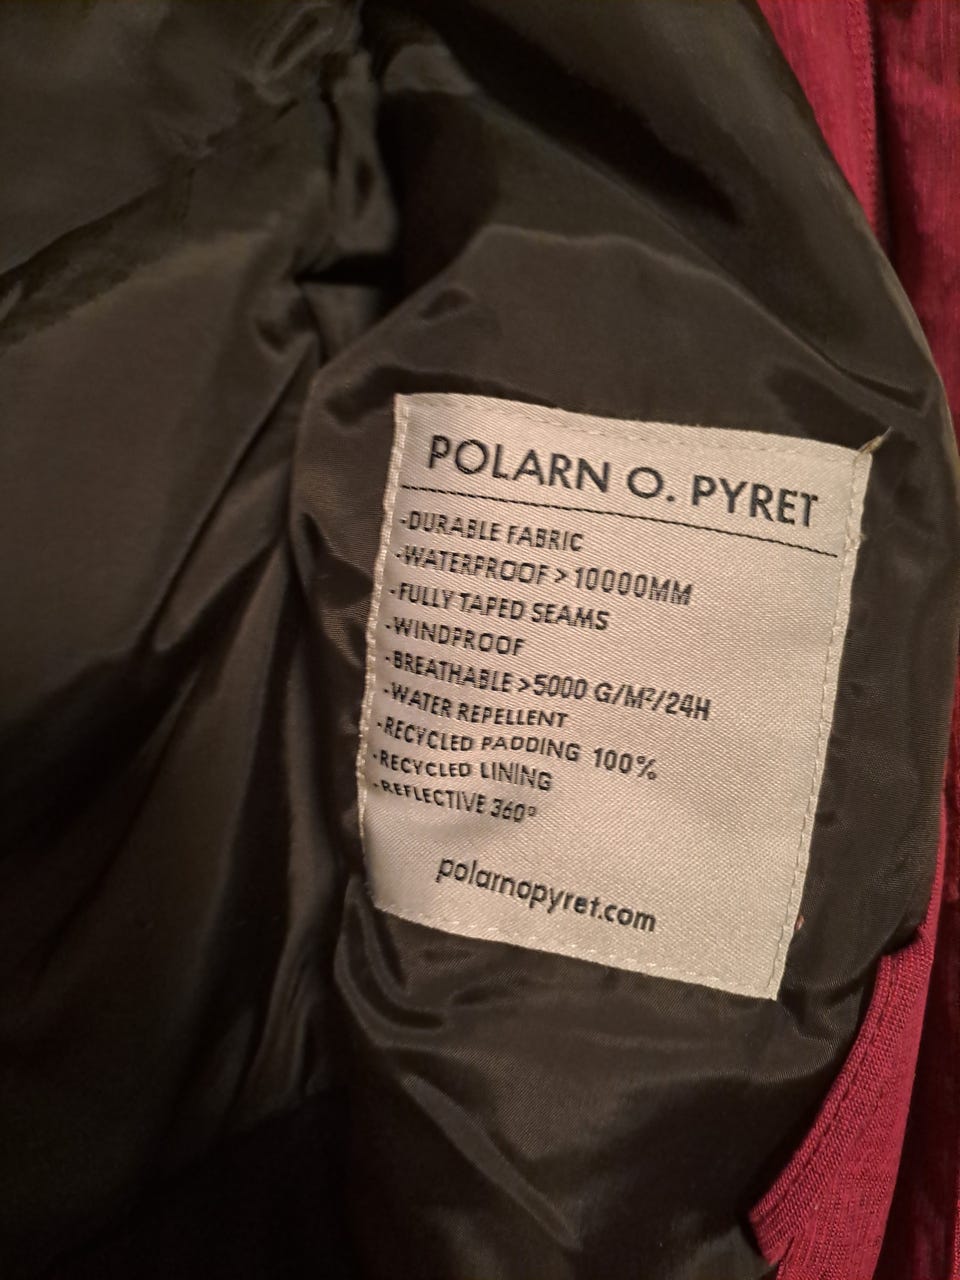 POLARN O. PYRET
-DURABLE FABRIC
-WATERPROOF > 10000MM
-FULLY TAPED SEAMS
-WINDPROOF
-BREATHABLE >5000 G/M²/24H
-WATER REPELLENT
-RECYCLED PADDING 100%
-RECYCLED LINING
-REFLECTIVE 360°
polarnopyret.com